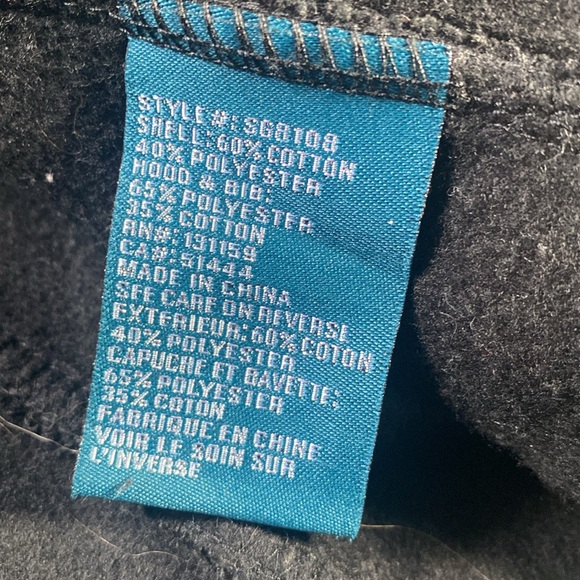 STYLE#: SG8108
SHELL: 60% COTTON
40% POLYESTER
HOOD & BIB:
65% POLYESTER
35% COTTON
RN#: 131159
CA#: 51444
MADE IN CHINA
SEE CARE ON REVERSE
EXTERIEUR: 60% COTON
40% POLYESTER
CAPUCHE ET BAVETTE:
65% POLYESTER
35% COTON
FABRIQUE EN CHINE
VOIR LE SOIN SUR
L'INVERSE